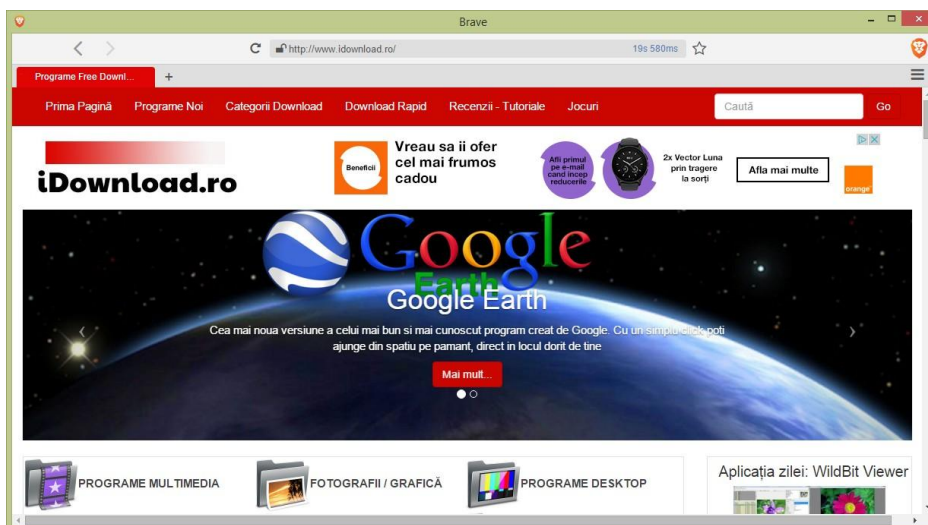 Brave
http://www.idownload.ro/
19s 580ms
Programe Free Downl...
Prima Pagină
Programe Noi
Categorii Download
Download Rapid
Recenzii - Tutoriale
Jocuri
Caută
Go
iDownload.ro
Beneficii
Vreau sa ii ofer
cel mai frumos
cadou
Afli primul
pe e-mail
cand incep
reducerile
2x Vector Luna
prin tragere
la sorți
Afla mai multe
orange
Google
Earth
Google Earth
Cea mai noua versiune a celui mai bun si mai cunoscut program creat de Google. Cu un simplu click poti
ajunge din spatiu pe pamant, direct in locul dorit de tine
Mai mult...
PROGRAME MULTIMEDIA
FOTOGRAFII / GRAFICĂ
PROGRAME DESKTOP
Aplicația zilei: WildBit Viewer